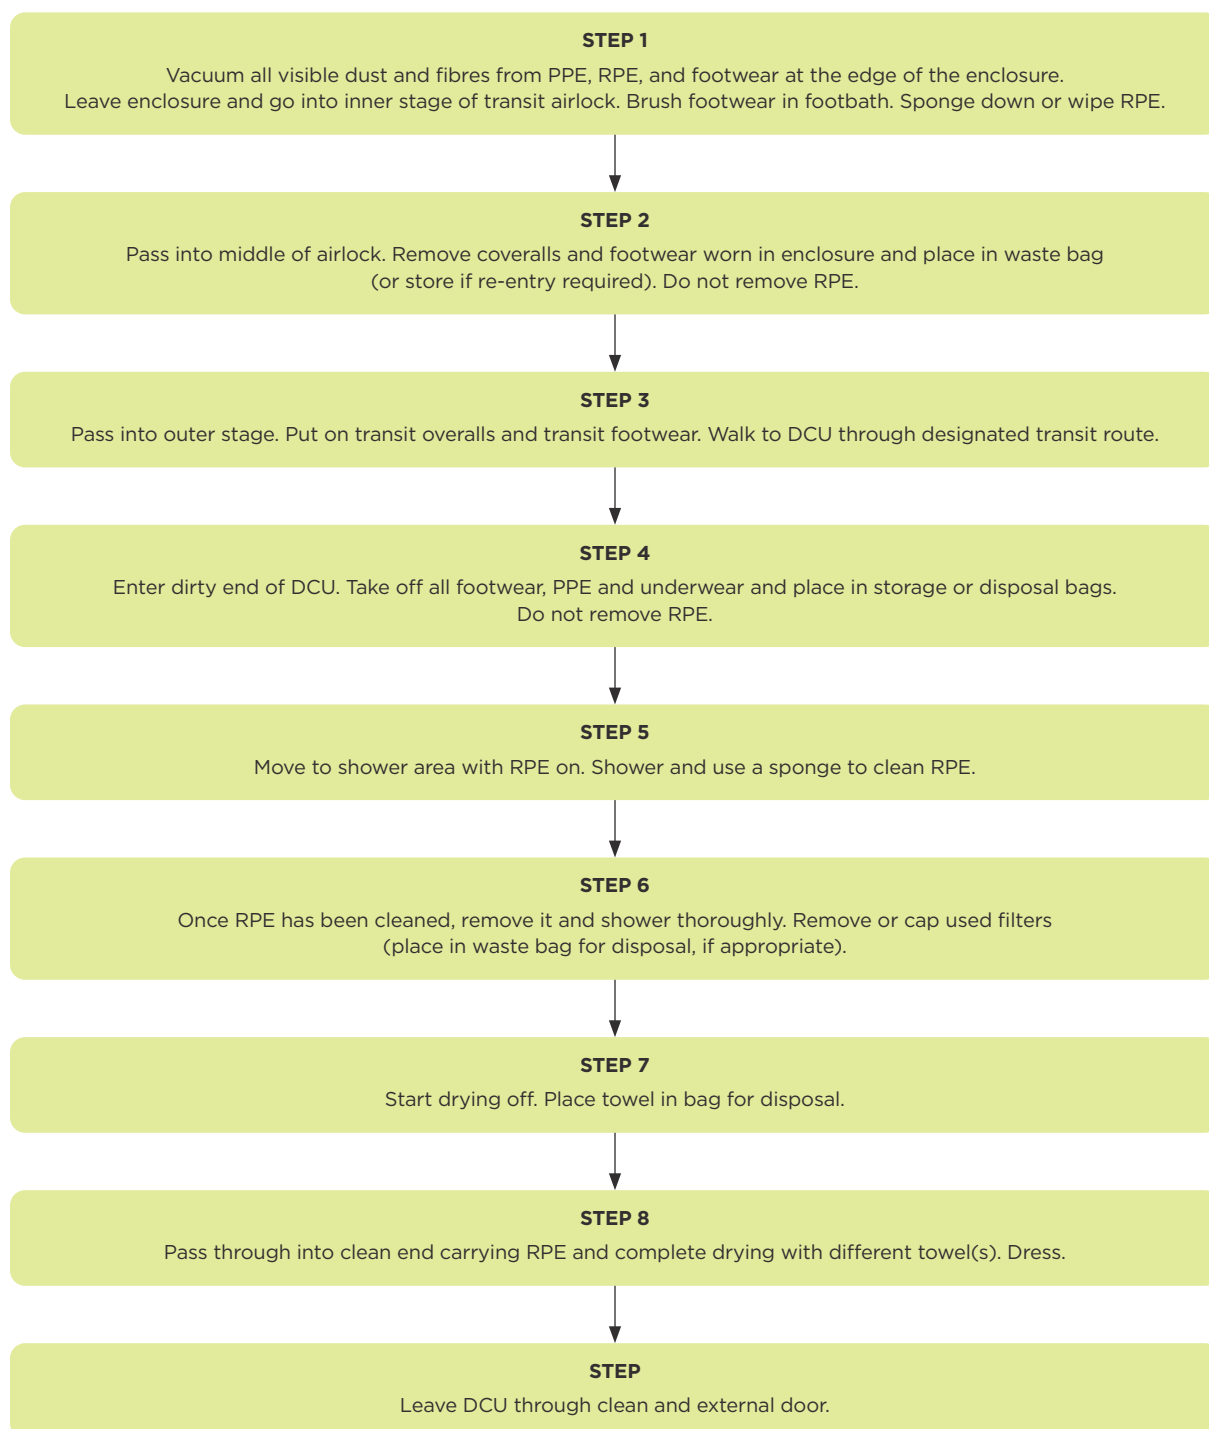 STEP 1
Vacuum all visible dust and fibres from PPE, RPE, and footwear at the edge of the enclosure.
Leave enclosure and go into inner stage of transit airlock. Brush footwear in footbath. Sponge down or wipe RPE.
STEP 2
Pass into middle of airlock. Remove coveralls and footwear worn in enclosure and place in waste bag
(or store if re-entry required). Do not remove RPE.
STEP 3
Pass into outer stage. Put on transit overalls and transit footwear. Walk to DCU through designated transit route.
STEP 4
Enter dirty end of DCU. Take off all footwear, PPE and underwear and place in storage or disposal bags.
Do not remove RPE.
STEP 5
Move to shower area with RPE on. Shower and use a sponge to clean RPE.
STEP 6
Once RPE has been cleaned, remove it and shower thoroughly. Remove or cap used filters
(place in waste bag for disposal, if appropriate).
STEP 7
Start drying off. Place towel in bag for disposal.
STEP 8
Pass through into clean end carrying RPE and complete drying with different towel(s). Dress.
STEP
Leave DCU through clean and external door.